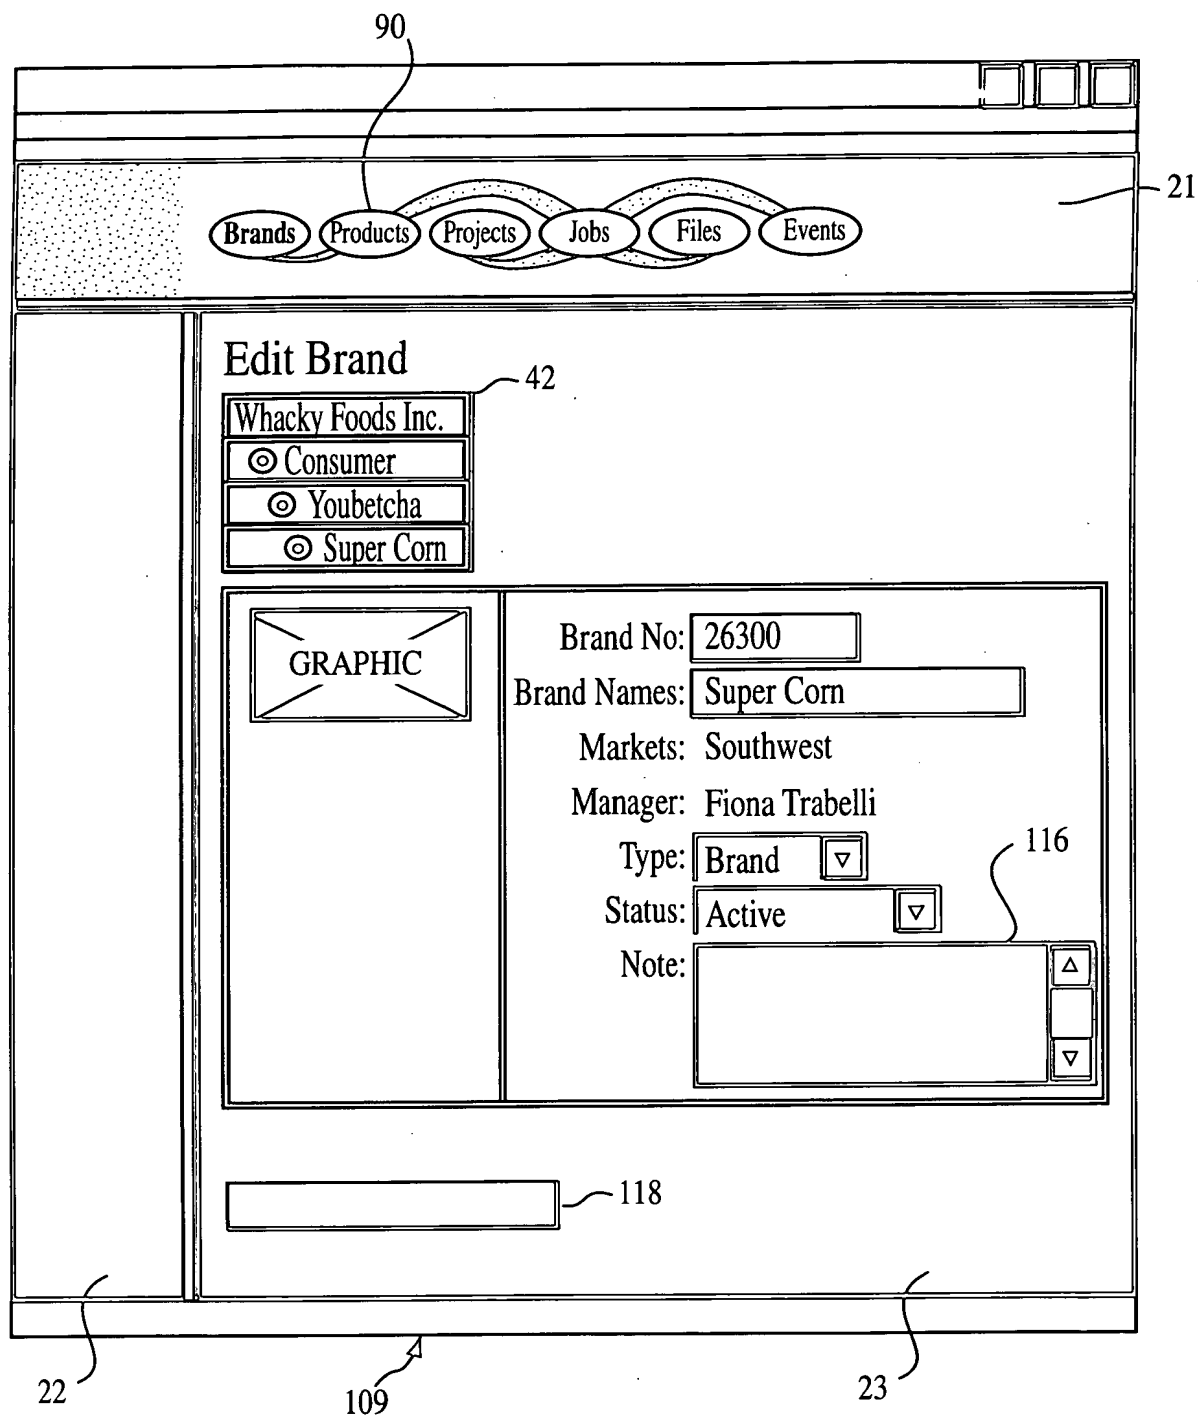 90
21
Brands Products Projects Jobs Files Events
Edit Brand
42
Whacky Foods Inc.
Consumer
Youbetcha
Super Corn
GRAPHIC
Brand No: 26300
Brand Names: Super Corn
Markets: Southwest
Manager: Fiona Trabelli
Type: Brand
116
Status: Active
Note:
118
22
109
23